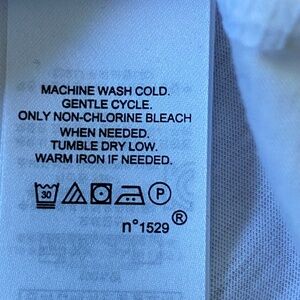 MACHINE WASH COLD.
GENTLE CYCLE.
ONLY NON-CHLORINE BLEACH
WHEN NEEDED.
TUMBLE DRY LOW.
WARM IRON IF NEEDED.
30 P
n°1529®